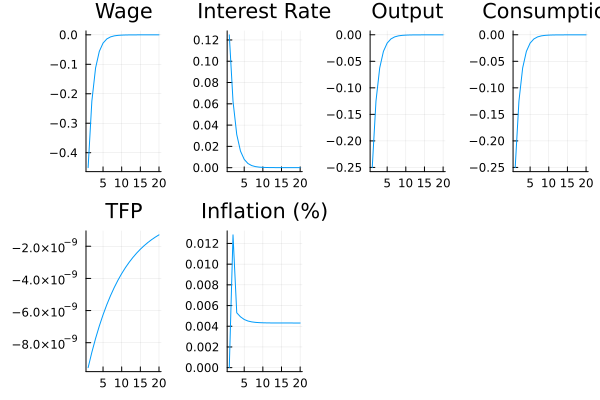 Wage Interest Rate Output Consumptio
0.0 0.12 0.00 0.00
-0.1 0.10 -0.05 -0.05
-0.2 0.08 -0.10 -0.10
-0.3 0.06 -0.15 -0.15
-0.4 0.04 -0.20 -0.20
0.02 -0.25 -0.25
0.00
5 10 15 20 5 10 15 20 5 10 15 20 5 10 15 20
TFP Inflation (%)
-2.0×10⁻⁹ 0.012
-4.0×10⁻⁹ 0.010
-6.0×10⁻⁹ 0.008
-8.0×10⁻⁹ 0.006
0.004
0.002
0.000
5 10 15 20 5 10 15 20